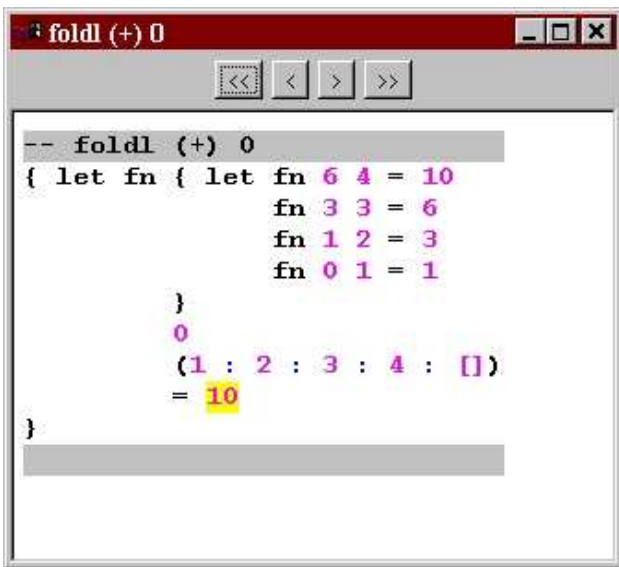 foldl (+) 0
<< < > >>
-- foldl (+) 0
{ let fn { let fn 6 4 = 10
fn 3 3 = 6
fn 1 2 = 3
fn 0 1 = 1
}
0
(1 : 2 : 3 : 4 : [])
= 10
}